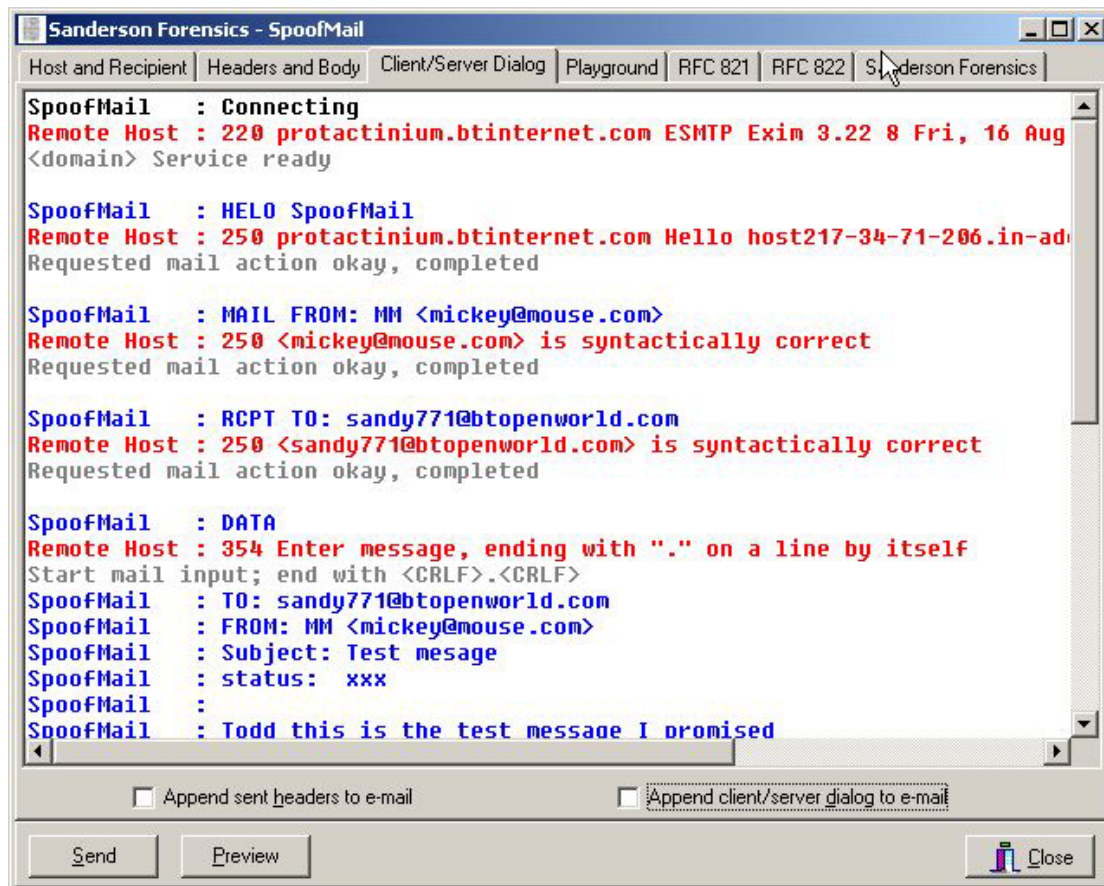 Sanderson Forensics - SpoofMail
Host and Recipient Headers and Body Client/Server Dialog Playground RFC 821 RFC 822 Sanderson Forensics
SpoofMail : Connecting
Remote Host : 220 protactinium.btinternet.com ESMTP Exim 3.22 8 Fri, 16 Aug
<domain> Service ready
SpoofMail : HELO SpoofMail
Remote Host : 250 protactinium.btinternet.com Hello host217-34-71-206.in-ad
Requested mail action okay, completed
SpoofMail : MAIL FROM: MM <mickey@mouse.com>
Remote Host : 250 <mickey@mouse.com> is syntactically correct
Requested mail action okay, completed
SpoofMail : RCPT TO: sandy771@btopenworld.com
Remote Host : 250 <sandy771@btopenworld.com> is syntactically correct
Requested mail action okay, completed
SpoofMail : DATA
Remote Host : 354 Enter message, ending with "." on a line by itself
Start mail input; end with <CRLF>.<CRLF>
SpoofMail : TO: sandy771@btopenworld.com
SpoofMail : FROM: MM <mickey@mouse.com>
SpoofMail : Subject: Test mesage
SpoofMail : status: xxx
SpoofMail :
SpoofMail : Todd this is the test message I promised
Append sent headers to e-mail Append client/server dialog to e-mail
Send Preview Close